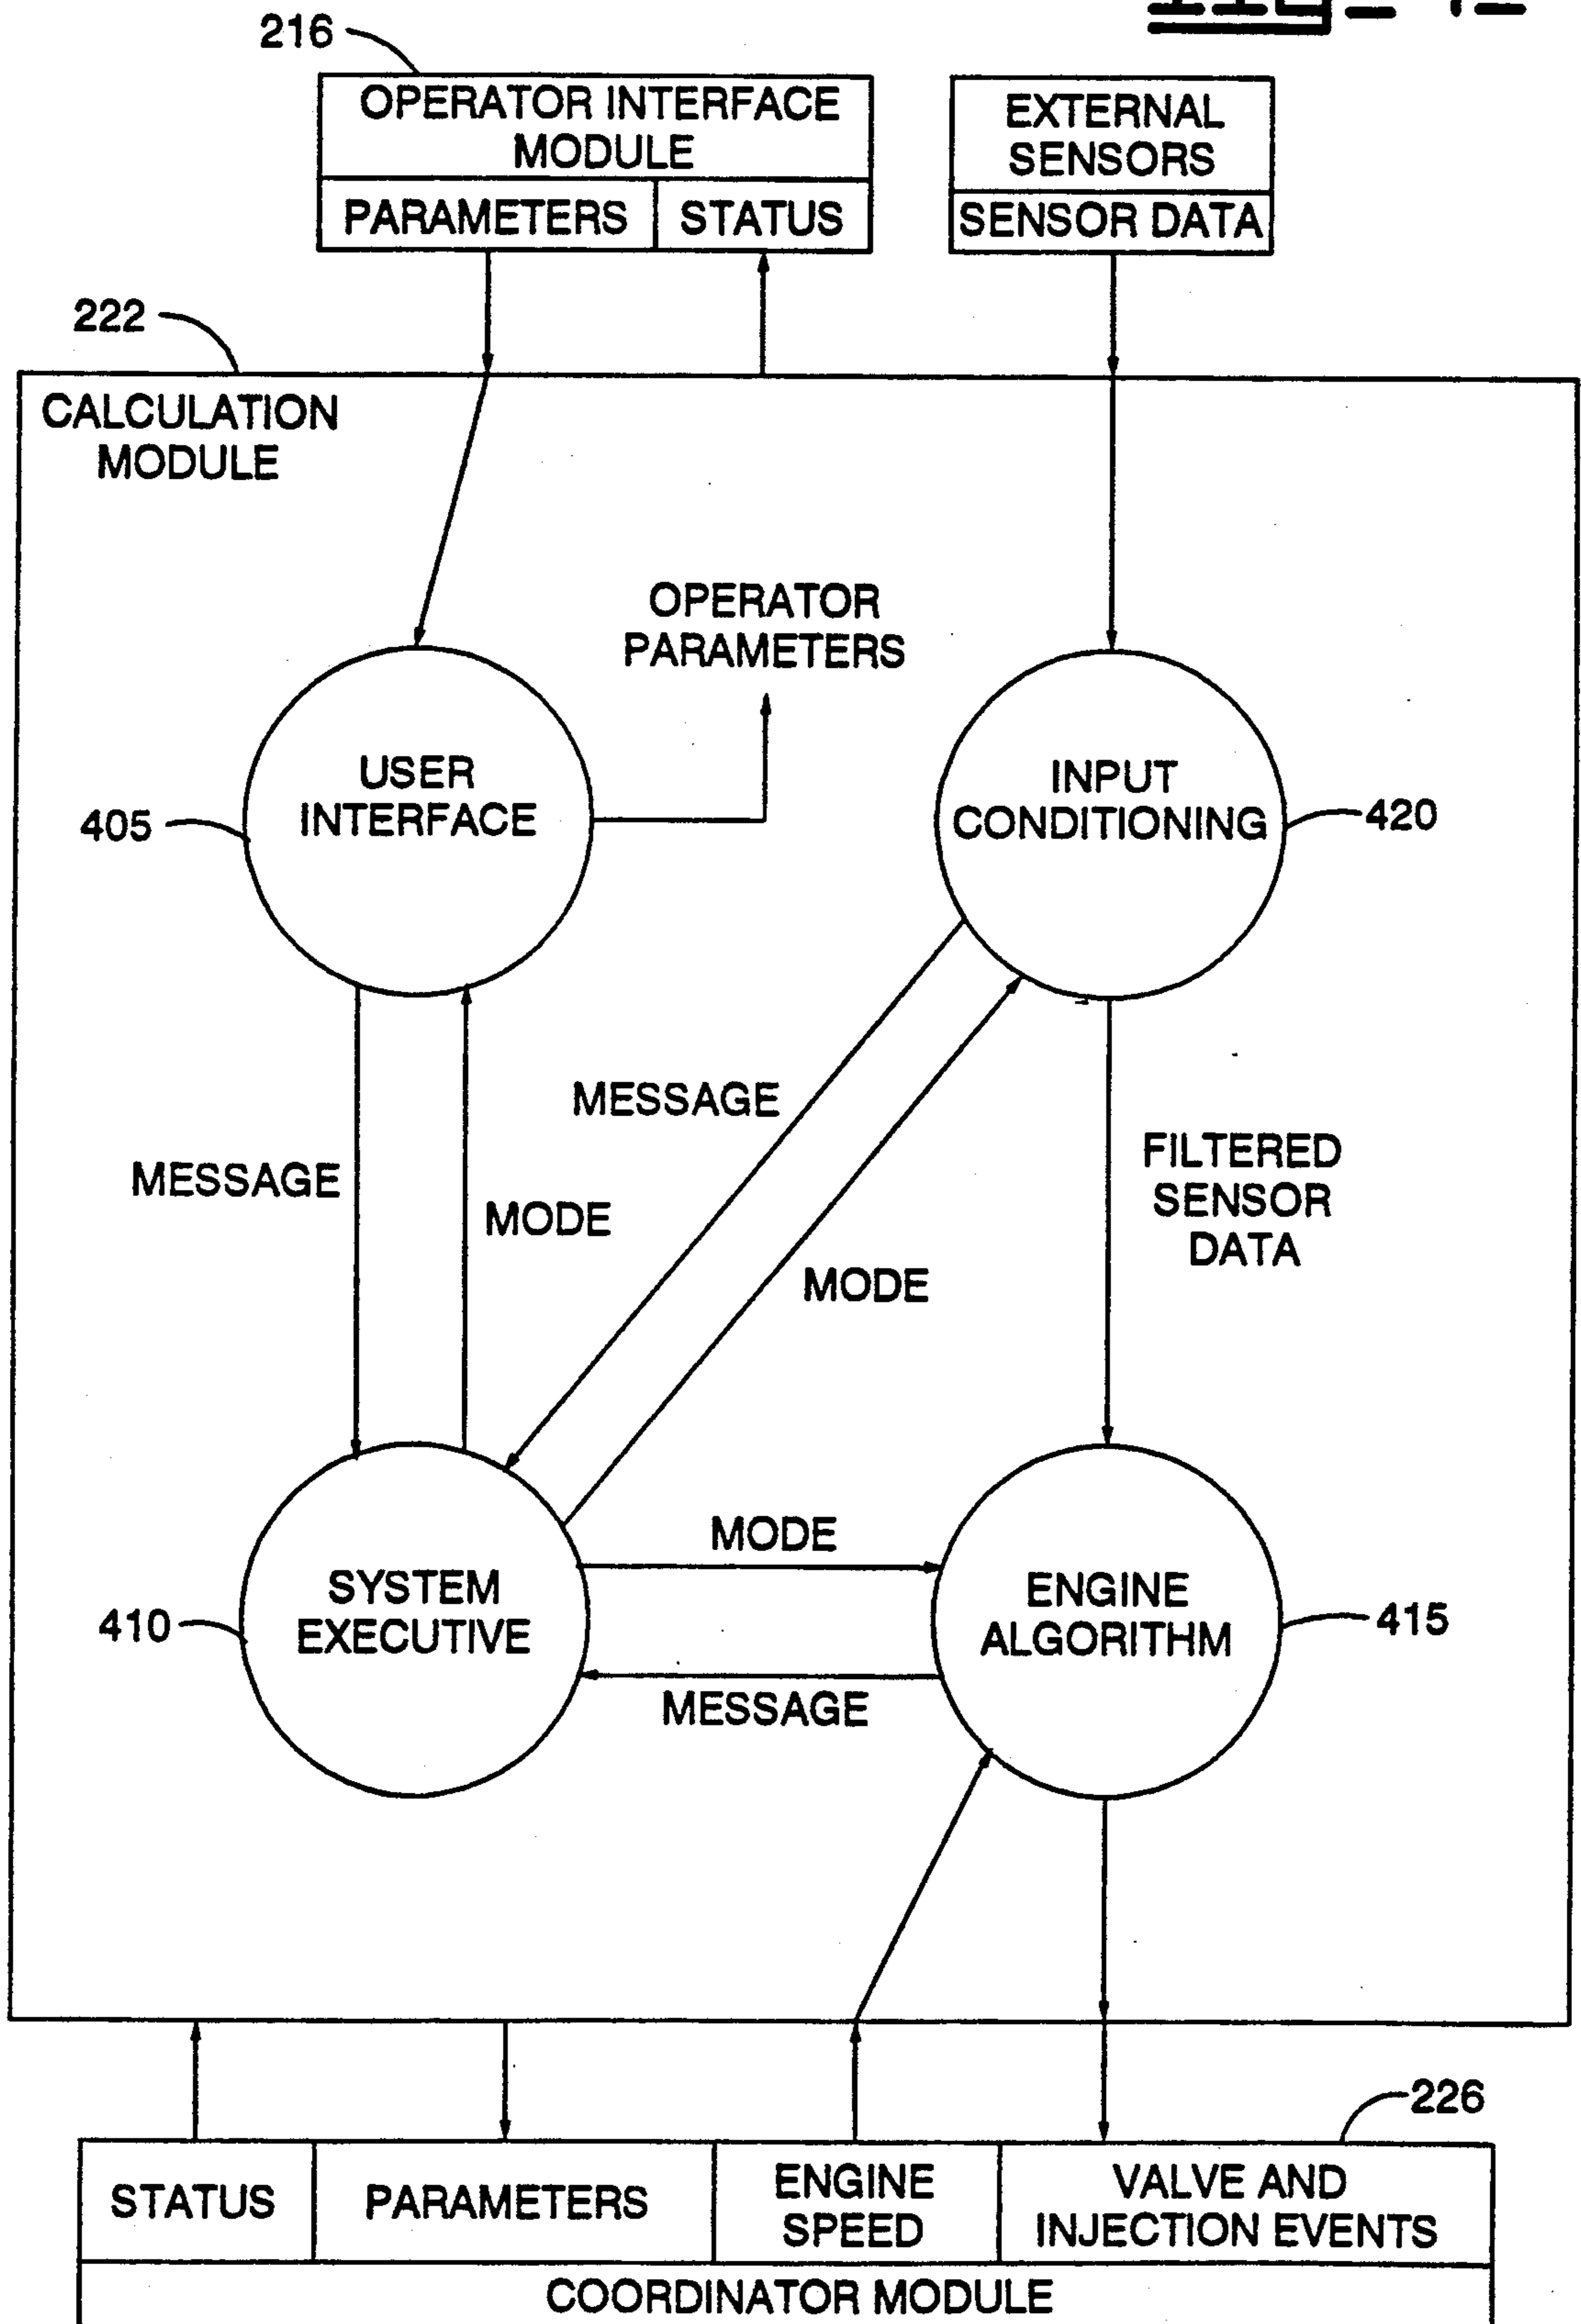 216
OPERATOR INTERFACE
MODULE
PARAMETERS
STATUS
EXTERNAL
SENSORS
SENSOR DATA
222
CALCULATION
MODULE
OPERATOR
PARAMETERS
USER
INTERFACE
405
INPUT
CONDITIONING
420
MESSAGE
MODE
MESSAGE
MODE
FILTERED
SENSOR
DATA
SYSTEM
EXECUTIVE
410
MODE
MESSAGE
ENGINE
ALGORITHM
415
226
STATUS
PARAMETERS
ENGINE
SPEED
VALVE AND
INJECTION EVENTS
COORDINATOR MODULE